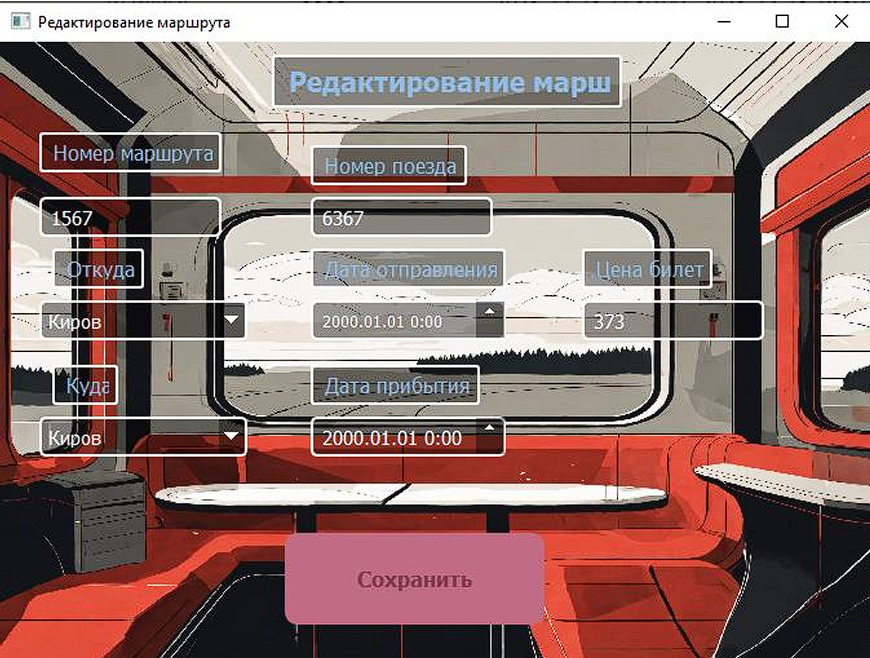 Редактирование маршрута
Редактирование марш
Номер маршрута
Номер поезда
1567
6367
Откуда
Дата отправления
Цена билет
Киров
2000.01.01 0:00
373
Куда
Дата прибытия
Киров
2000.01.01 0:00
Сохранить